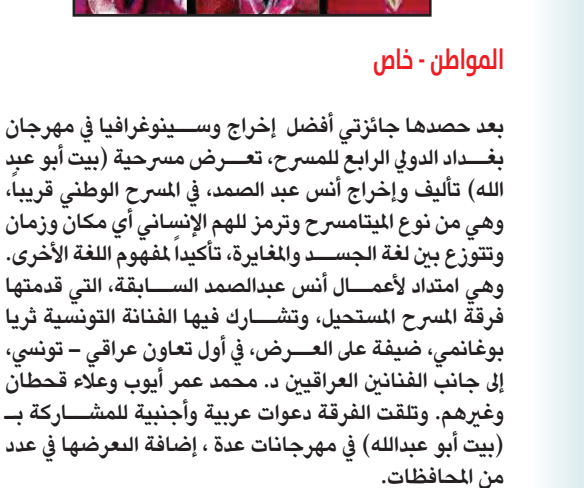 المواطن - خاص
بعد حصدها جائزتي أفضل إخراج وسينوغرافيا في مهرجان
بغداد الدولي الرابع للمسرح، تعرض مسرحية (بيت أبو عبد
الله) تأليف وإخراج أنس عبد الصمد، في المسرح الوطني قريباً،
وهي من نوع الميتامسرح وترمز للهم الإنساني أي مكان وزمان
وتتوزع بين لغة الجسد والمغايرة، تأكيداً لمفهوم اللغة الأخرى.
وهي امتداد لأعمال أنس عبدالصمد السابقة، التي قدمتها
فرقة المسرح المستحيل، وتشارك فيها الفنانة التونسية ثريا
بوغانمي، ضيفة على العرض، في أول تعاون عراقي – تونسي،
إلى جانب الفنانين العراقيين د. محمد عمر أيوب وعلاء قحطان
وغيرهم. وتلقت الفرقة دعوات عربية وأجنبية للمشاركة بـ
(بيت أبو عبدالله) في مهرجانات عدة ، إضافة العرضها في عدد
من المحافظات.